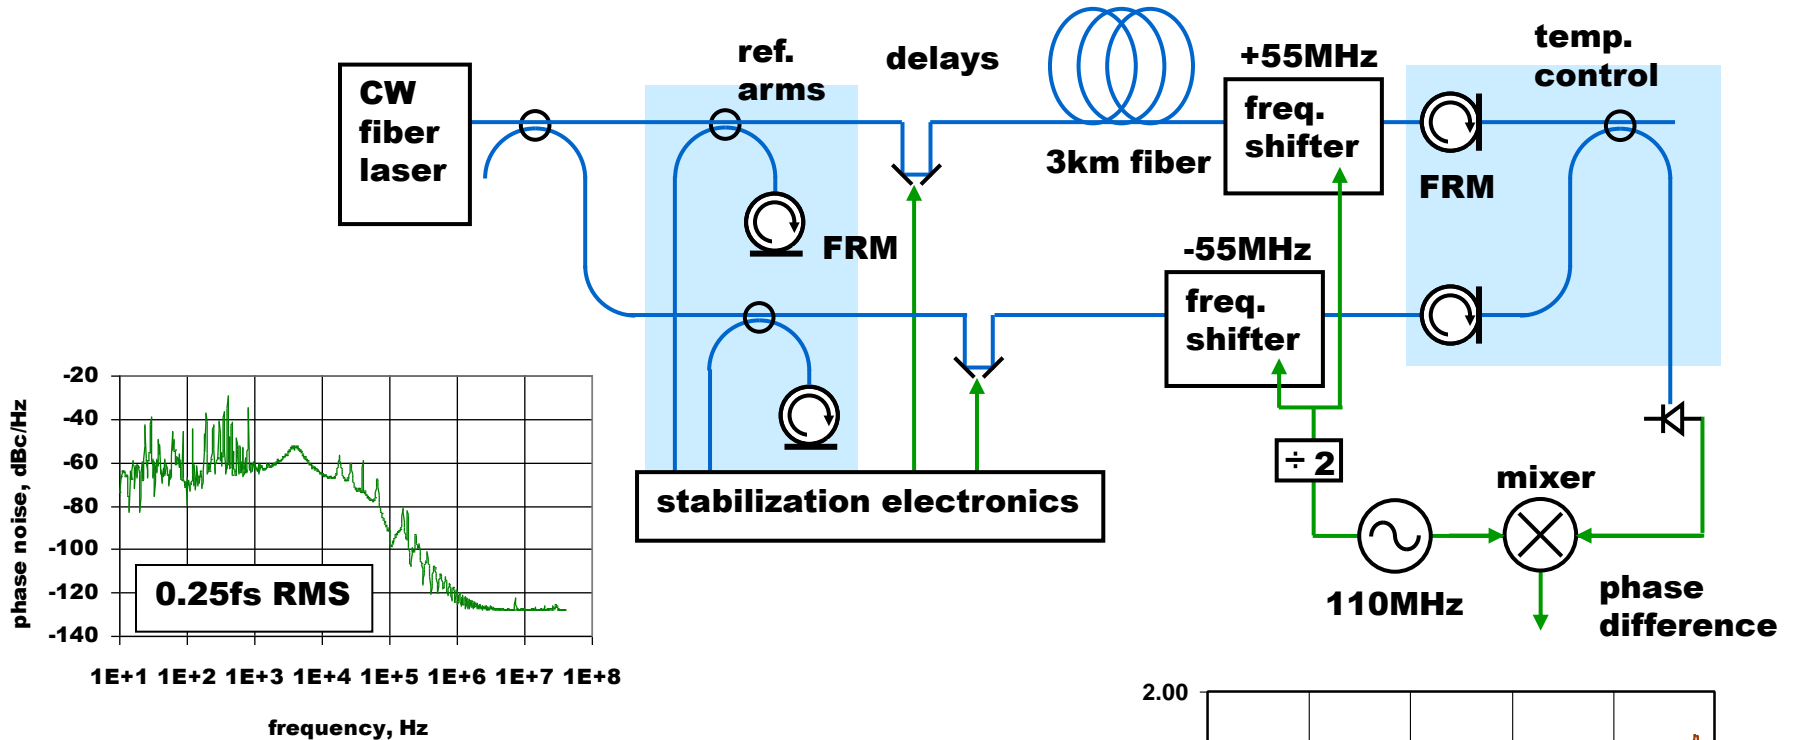 CW
fiber
laser
ref.
arms
delays
3km fiber
+55MHz
freq.
shifter
temp.
control
FRM
FRM
-55MHz
freq.
shifter
stabilization electronics
÷ 2
mixer
110MHz
phase
difference
phase noise, dBc/Hz
-20
-40
-60
-80
-100
-120
-140
0.25fs RMS
1E+1 1E+2 1E+3 1E+4 1E+5 1E+6 1E+7 1E+8
frequency, Hz
2.00